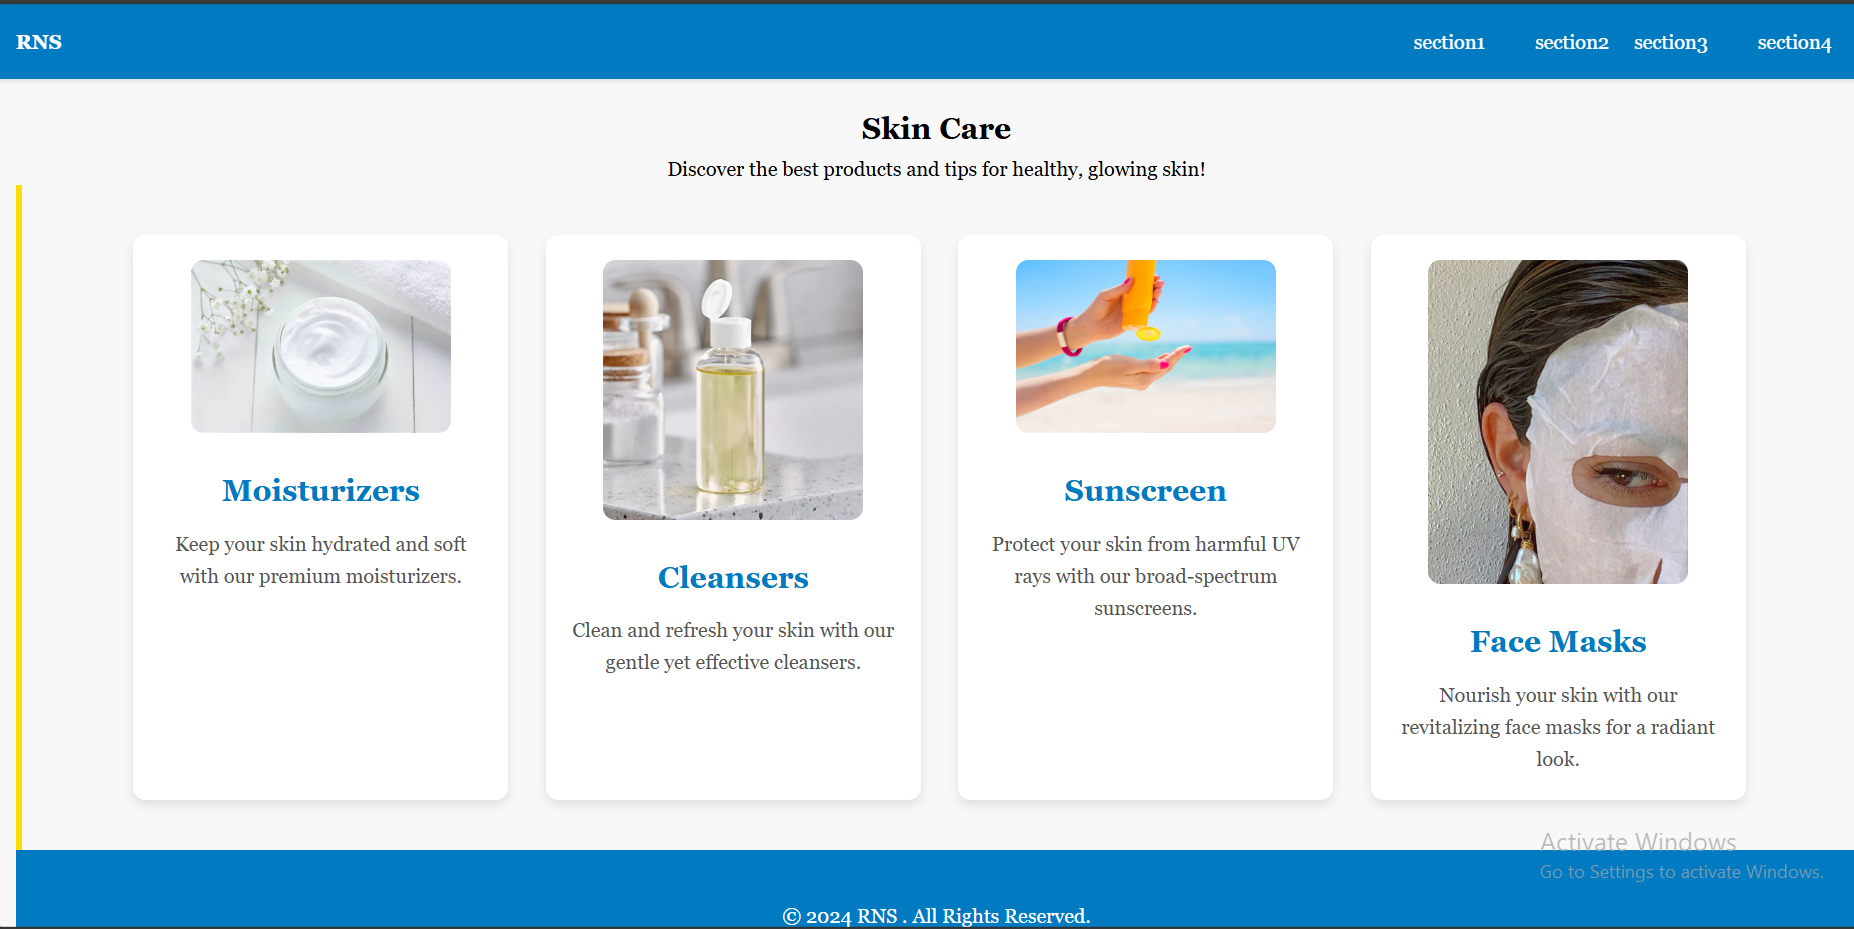 RNS
section1 section2 section3 section4
Skin Care
Discover the best products and tips for healthy, glowing skin!
Moisturizers
Keep your skin hydrated and soft
with our premium moisturizers.
Cleansers
Clean and refresh your skin with our
gentle yet effective cleansers.
Sunscreen
Protect your skin from harmful UV
rays with our broad-spectrum
sunscreens.
Face Masks
Nourish your skin with our
revitalizing face masks for a radiant
look.
Activate Windows
Go to Settings to activate Windows.
© 2024 RNS . All Rights Reserved.